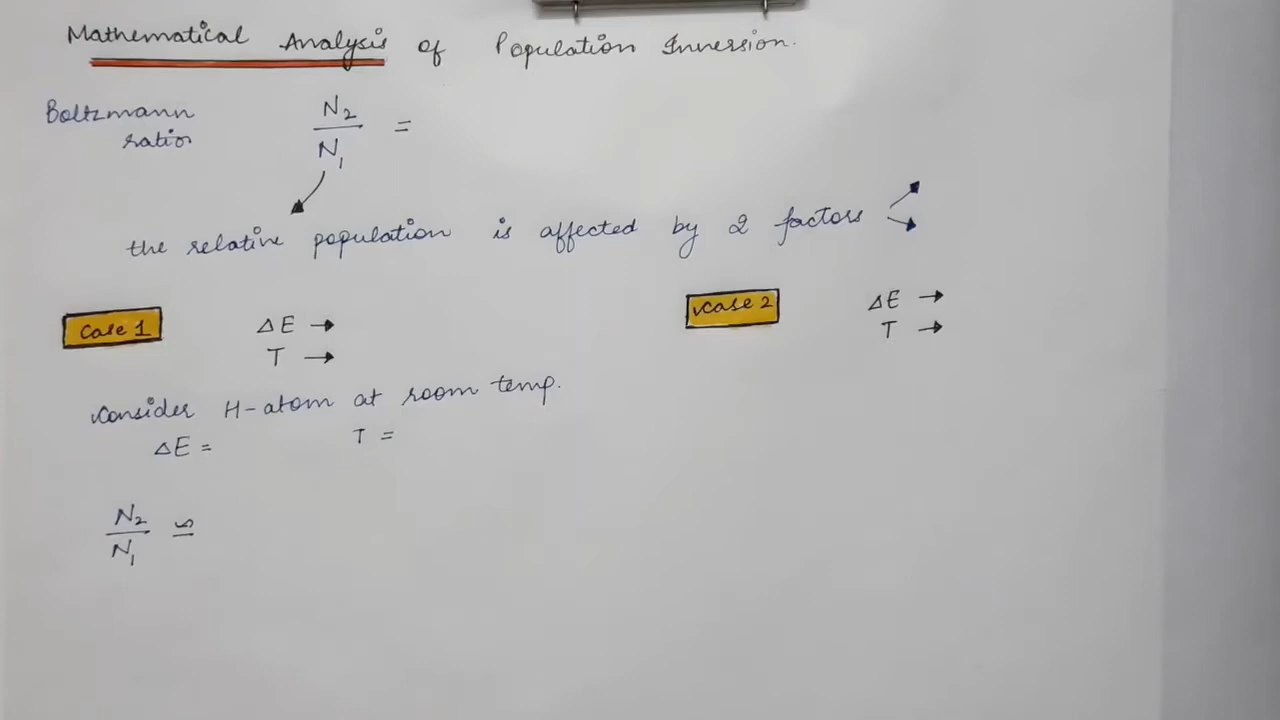 Mathematical Analysis of Population Inversion.
Boltzmann ratio
N₂/N₁ =
the relative population is affected by 2 factors
Case 1
ΔE →
T →
Case 2
ΔE →
T →
Consider H-atom at room temp.
ΔE = T =
N₂/N₁ ≌